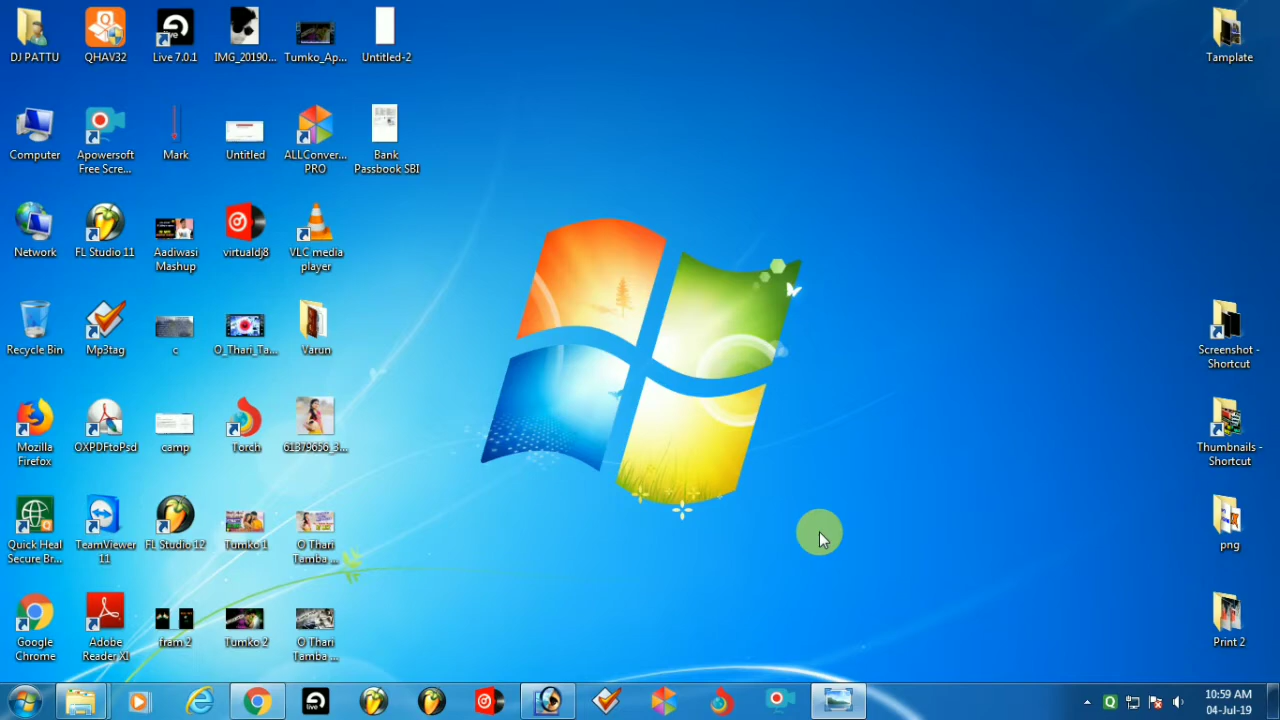 DJ PATTU
QHAV32
Live 7.0.1
IMG_20190...
Tumko_Ap...
Untitled-2
Tamplate
Computer
Apowersoft
Free Scre...
Mark
Untitled
ALLConver...
PRO
Bank
Passbook SBI
Network
FL Studio 11
Aadiwasi
Mashup
virtualdj8
VLC media
player
Recycle Bin
Mp3tag
c
O_Thari_Ta...
Varun
Screenshot -
Shortcut
Mozilla
Firefox
OXPDFtoPsd
camp
Torch
61379656_3...
Thumbnails -
Shortcut
Quick Heal
Secure Br...
TeamViewer
11
FL Studio 12
Tumko 1
O Thari
Tamba ...
png
Google
Chrome
Adobe
Reader XI
fram 2
Tumko 2
O Thari
Tamba ...
Print 2
10:59 AM
04-Jul-19